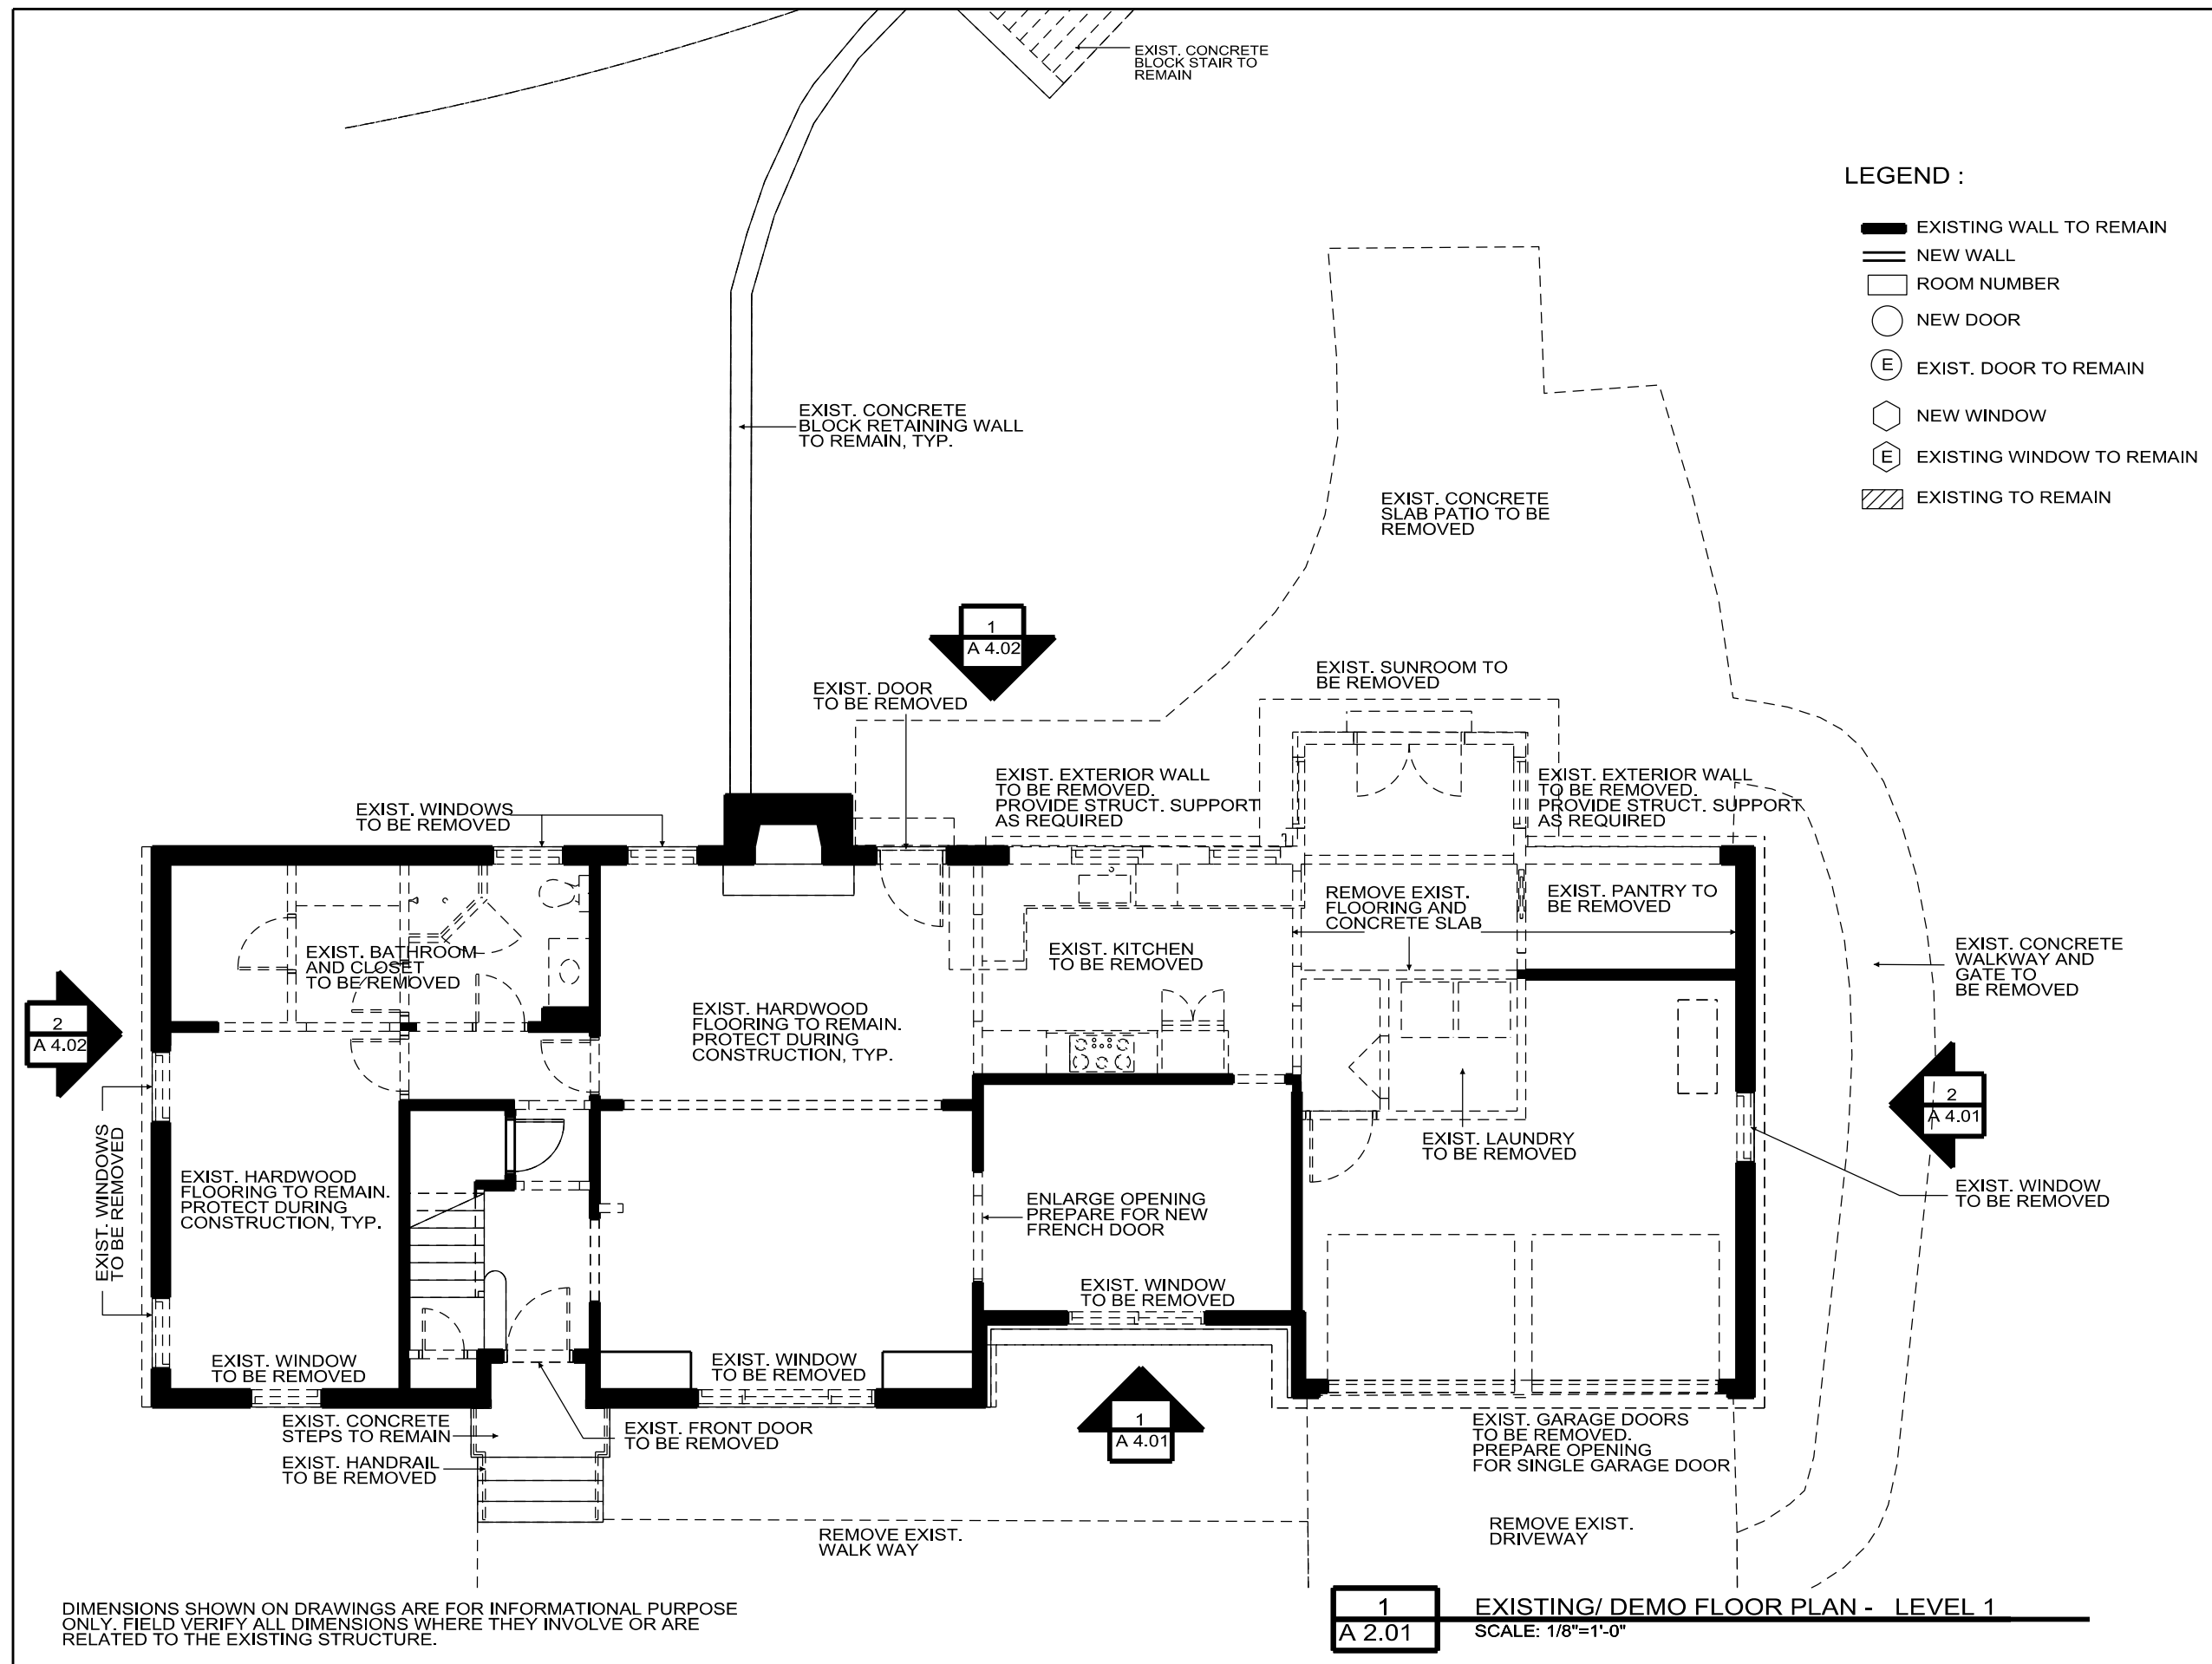 EXIST. CONCRETE
BLOCK STAIR TO
REMAIN
LEGEND :
EXISTING WALL TO REMAIN
NEW WALL
ROOM NUMBER
NEW DOOR
E
EXIST. DOOR TO REMAIN
NEW WINDOW
E
EXISTING WINDOW TO REMAIN
EXISTING TO REMAIN
EXIST. CONCRETE
BLOCK RETAINING WALL
TO REMAIN, TYP.
EXIST. CONCRETE
SLAB PATIO TO BE
REMOVED
1
A 4.02
EXIST. SUNROOM TO
BE REMOVED
EXIST. DOOR
TO BE REMOVED
EXIST. EXTERIOR WALL
TO BE REMOVED.
PROVIDE STRUCT. SUPPORT
AS REQUIRED
EXIST. EXTERIOR WALL
TO BE REMOVED.
PROVIDE STRUCT. SUPPORT
AS REQUIRED
EXIST. WINDOWS
TO BE REMOVED
REMOVE EXIST.
FLOORING AND
CONCRETE SLAB
EXIST. PANTRY TO
BE REMOVED
EXIST. BATHROOM
AND CLOSET
TO BE REMOVED
EXIST. KITCHEN
TO BE REMOVED
EXIST. CONCRETE
WALKWAY AND
GATE TO
BE REMOVED
2
A 4.02
EXIST. HARDWOOD
FLOORING TO REMAIN.
PROTECT DURING
CONSTRUCTION, TYP.
2
A 4.01
EXIST. WINDOWS
TO BE REMOVED
EXIST. HARDWOOD
FLOORING TO REMAIN.
PROTECT DURING
CONSTRUCTION, TYP.
EXIST. LAUNDRY
TO BE REMOVED
ENLARGE OPENING
PREPARE FOR NEW
FRENCH DOOR
EXIST. WINDOW
TO BE REMOVED
EXIST. WINDOW
TO BE REMOVED
EXIST. WINDOW
TO BE REMOVED
EXIST. WINDOW
TO BE REMOVED
EXIST. CONCRETE
STEPS TO REMAIN
EXIST. FRONT DOOR
TO BE REMOVED
1
A 4.01
EXIST. GARAGE DOORS
TO BE REMOVED.
PREPARE OPENING
FOR SINGLE GARAGE DOOR
EXIST. HANDRAIL
TO BE REMOVED
REMOVE EXIST.
WALK WAY
REMOVE EXIST.
DRIVEWAY
DIMENSIONS SHOWN ON DRAWINGS ARE FOR INFORMATIONAL PURPOSE
ONLY. FIELD VERIFY ALL DIMENSIONS WHERE THEY INVOLVE OR ARE
RELATED TO THE EXISTING STRUCTURE.
1
A 2.01
EXISTING/ DEMO FLOOR PLAN - LEVEL 1
SCALE: 1/8"=1'-0"